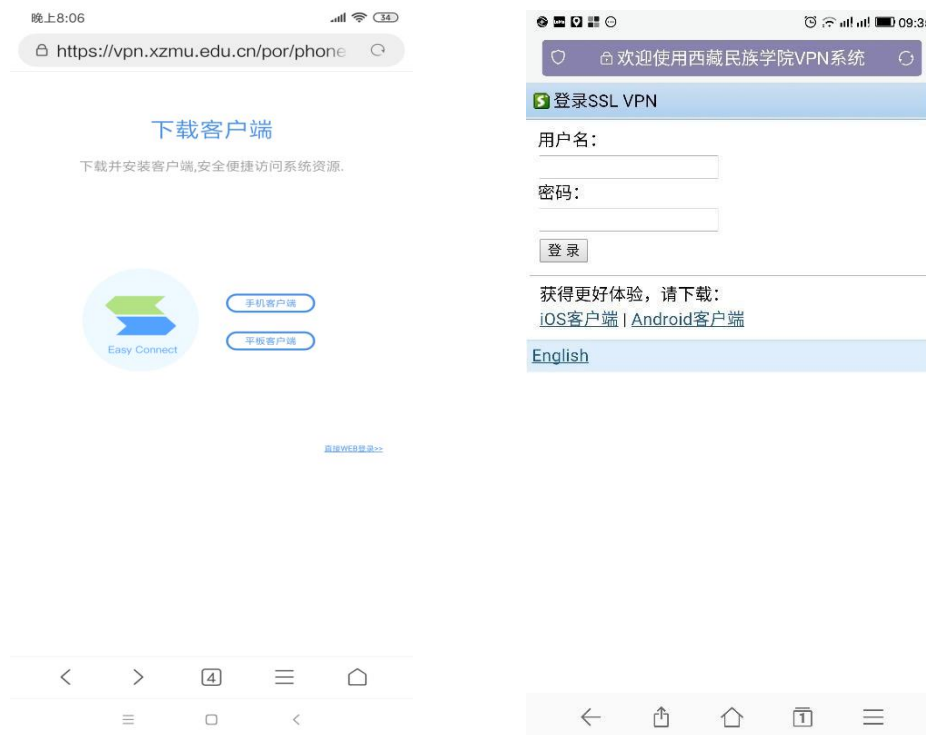 晚上8:06
34
https://vpn.xzmu.edu.cn/por/phone
下载客户端
下载并安装客户端,安全便捷访问系统资源.
手机客户端
平板客户端
Easy Connect
直接WEB登录>>
4
09:3
欢迎使用西藏民族学院VPN系统
登录SSL VPN
用户名：
密码：
登 录
获得更好体验，请下载：
iOS客户端 | Android客户端
English
1